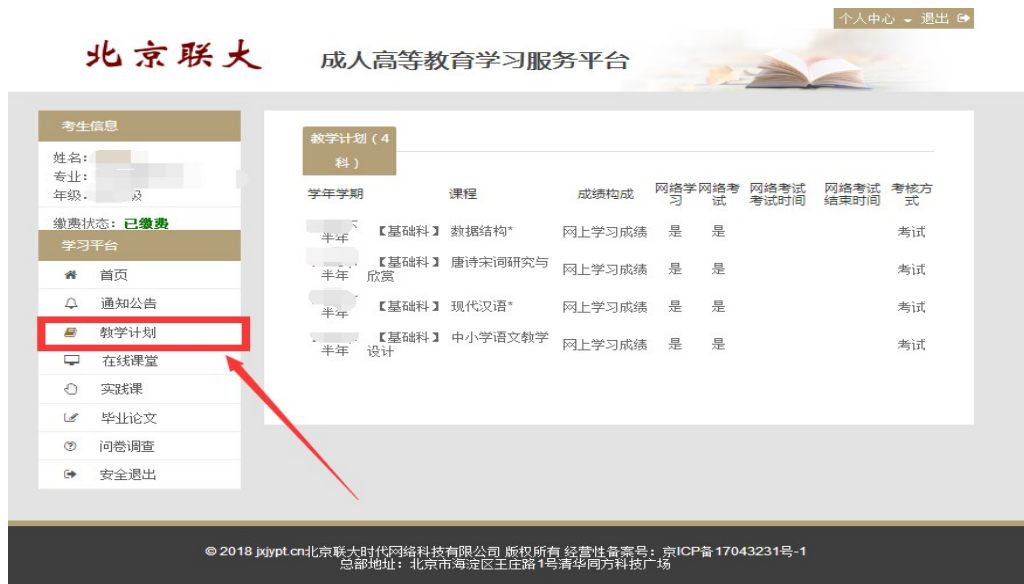 个人中心 退出
北京联大 成人高等教育学习服务平台
考生信息
姓名：
专业：
年级
缴费状态：已缴费
学习平台
首页
通知公告
教学计划
在线课堂
实践课
毕业论文
问卷调查
安全退出
教学计划（4
科）
学年学期 课程 成绩构成 网络学习 网络考试 网络考试考试时间 网络考试结束时间 考核方式
半年 【基础科】 数据结构* 网上学习成绩 是 是 考试
半年 【基础科】 唐诗宋词研究与欣赏 网上学习成绩 是 是 考试
半年 【基础科】 现代汉语* 网上学习成绩 是 是 考试
半年 【基础科】 中小学语文教学设计 网上学习成绩 是 是 考试
© 2018 jxjypt.cn北京联大时代网络科技有限公司 版权所有 经营性备案号：京ICP备17043231号-1
总部地址：北京市海淀区王庄路1号清华同方科技广场